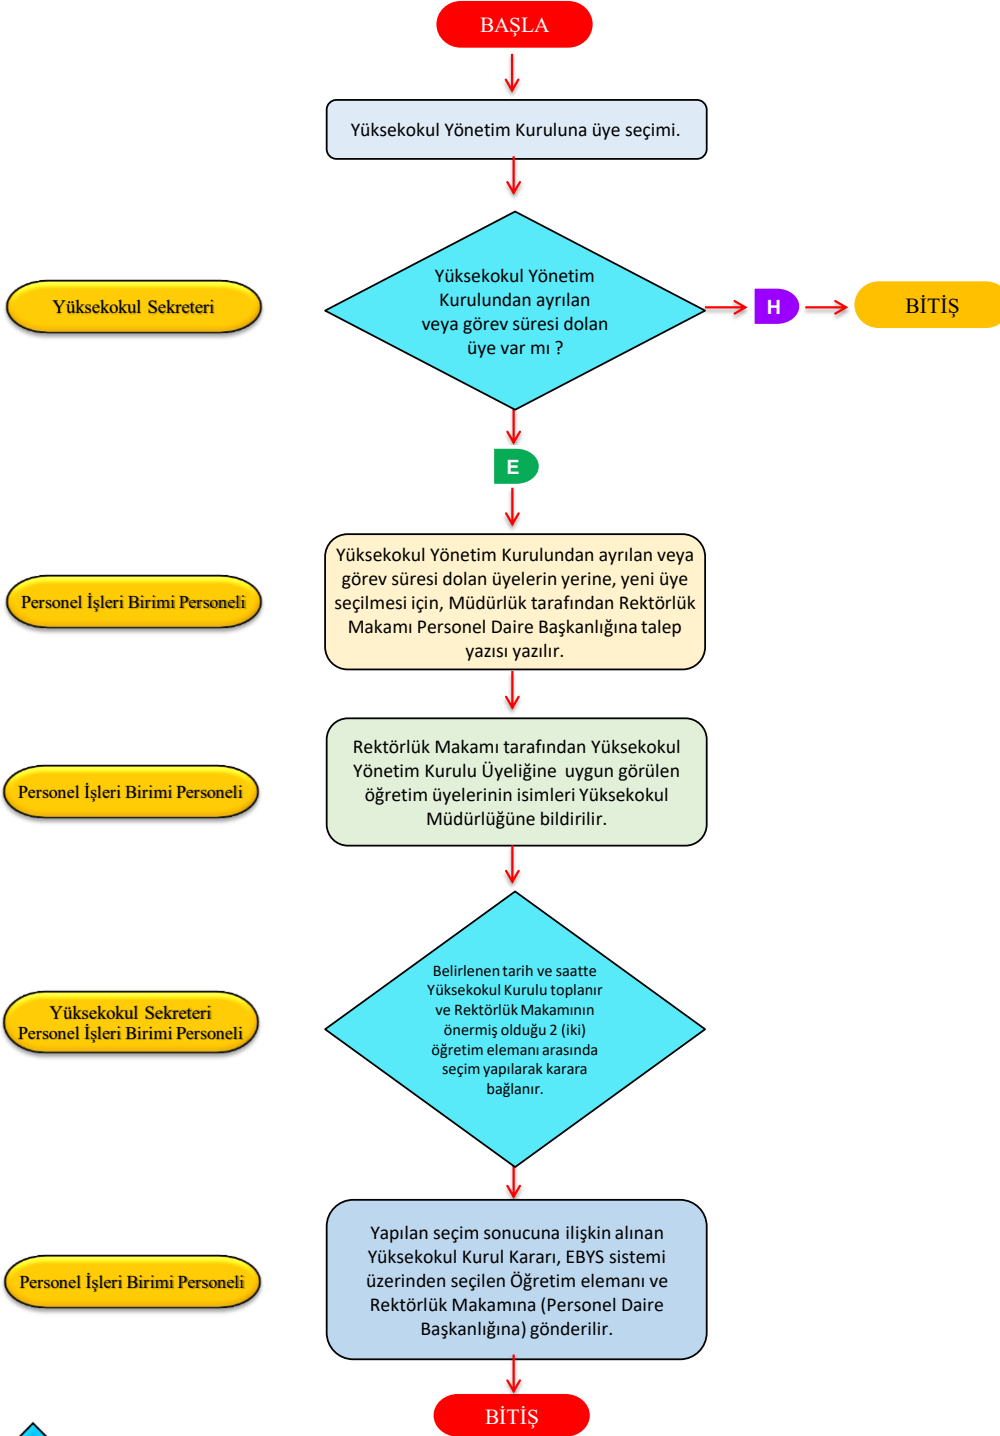 BAŞLA
Yüksekokul Yönetim Kuruluna üye seçimi.
Yüksekokul Sekreteri
Yüksekokul Yönetim
Kurulundan ayrılan
veya görev süresi dolan
üye var mı ?
H
BİTİŞ
E
Personel İşleri Birimi Personeli
Yüksekokul Yönetim Kurulundan ayrılan veya
görev süresi dolan üyelerin yerine, yeni üye
seçilmesi için, Müdürlük tarafından Rektörlük
Makamı Personel Daire Başkanlığına talep
yazısı yazılır.
Personel İşleri Birimi Personeli
Rektörlük Makamı tarafından Yüksekokul
Yönetim Kurulu Üyeliğine  uygun görülen
öğretim üyelerinin isimleri Yüksekokul
Müdürlüğüne bildirilir.
Yüksekokul Sekreteri
Personel İşleri Birimi Personeli
Belirlenen tarih ve saatte
Yüksekokul Kurulu toplanır
ve Rektörlük Makamının
önermiş olduğu 2 (iki)
öğretim elemanı arasında
seçim yapılarak karara
bağlanır.
Personel İşleri Birimi Personeli
Yapılan seçim sonucuna ilişkin alınan
Yüksekokul Kurul Kararı, EBYS sistemi
üzerinden seçilen Öğretim elemanı ve
Rektörlük Makamına (Personel Daire
Başkanlığına) gönderilir.
BİTİŞ